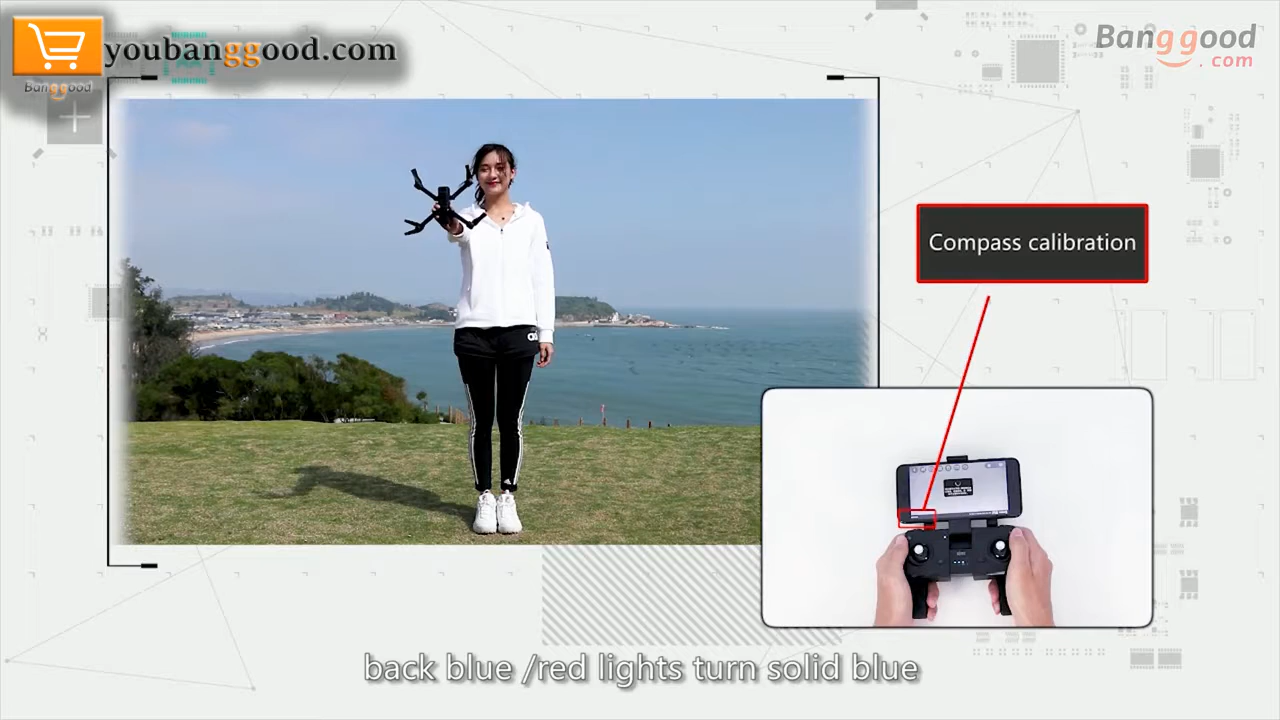 youbanggood.com
Banggood
Banggood
.com
Compass calibration
back blue /red lights turn solid blue